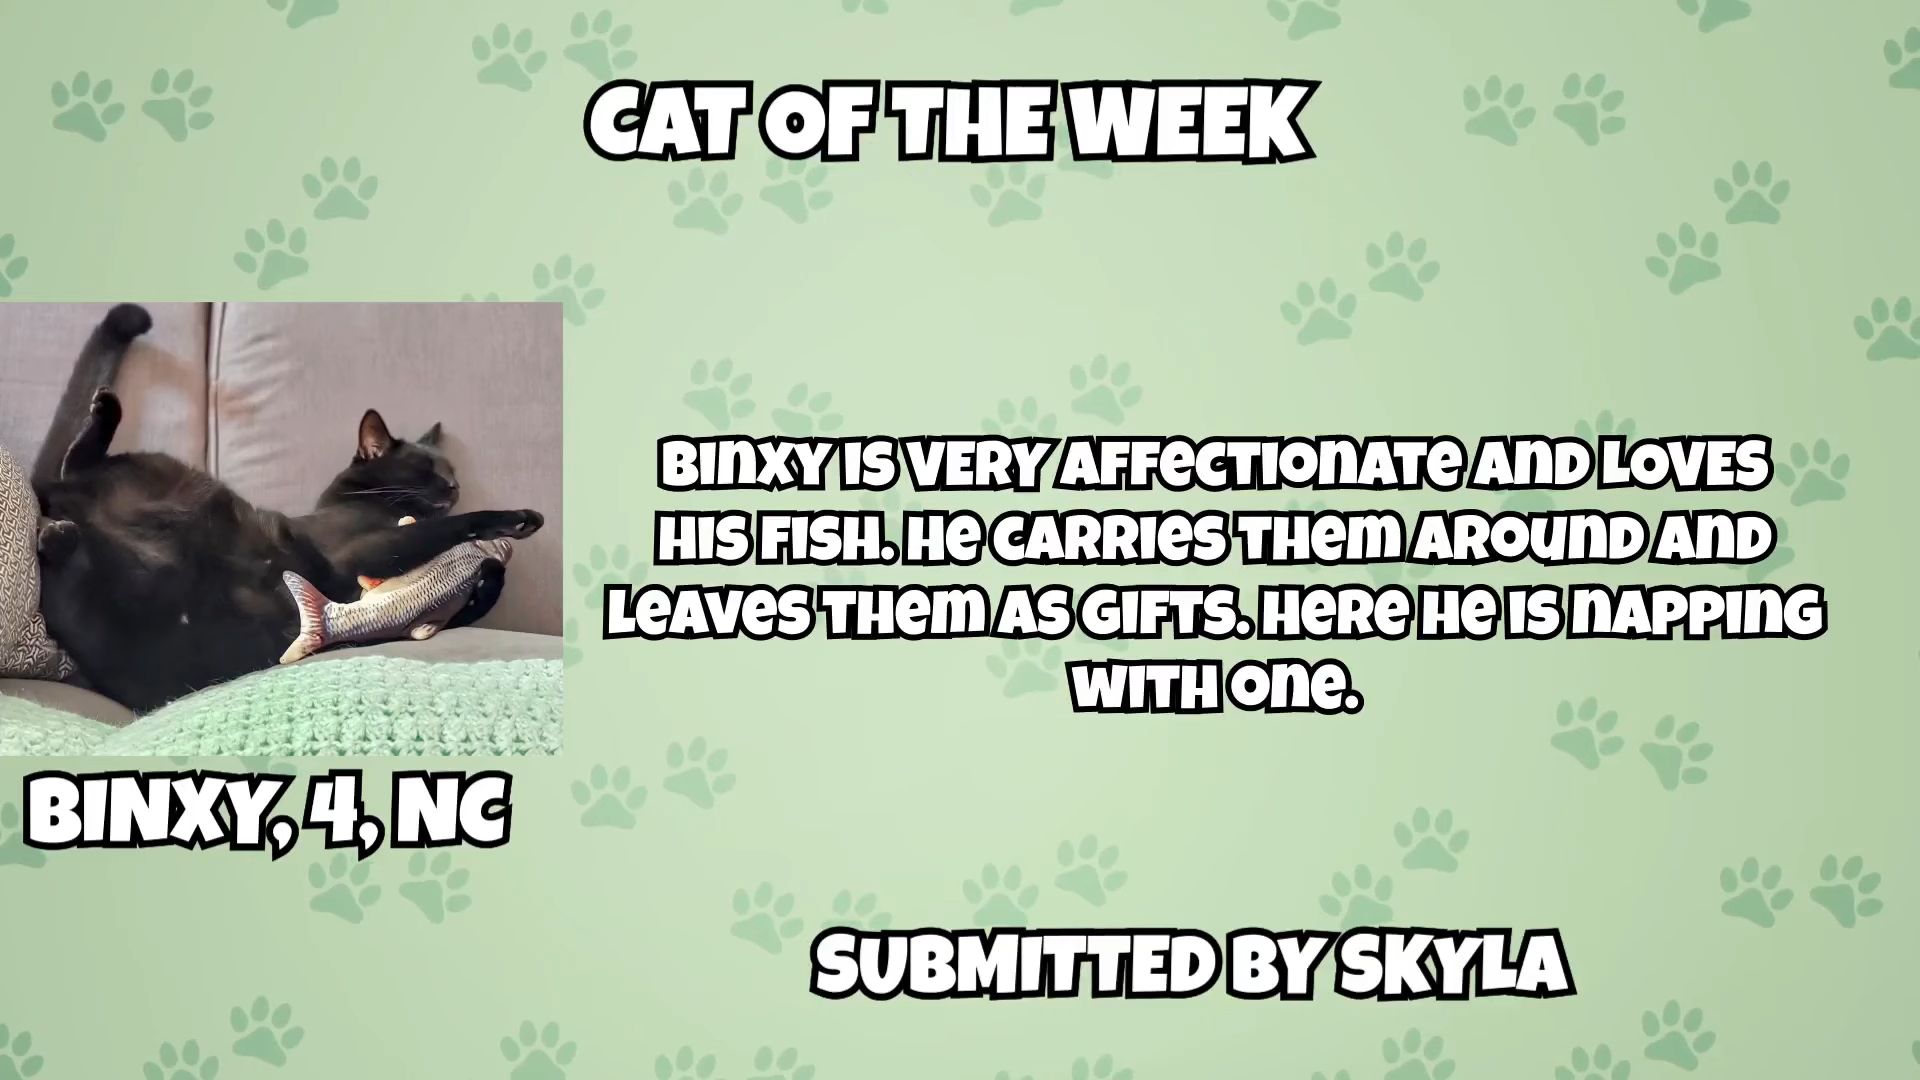 CAT OF THE WEEK
BINXY IS VERY AFFECTIONATE AND LOVES
HIS FISH. HE CARRIES THEM AROUND AND
LEAVES THEM AS GIFTS. HERE HE IS NAPPING
WITH ONE.
BINXY, 4, NC
SUBMITTED BY SKYLA